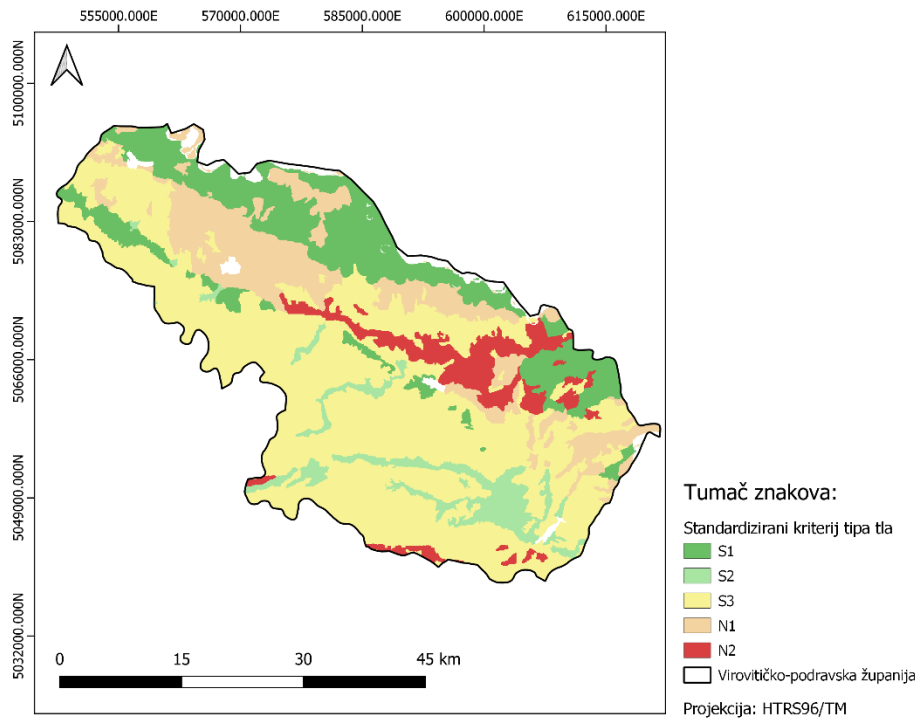 555000.000E 570000.000E 585000.000E 600000.000E 615000.000E
5100000.000N
5083000.000N
5066000.000N
5049000.000N
5032000.000N
0 15 30 45 km
Tumač znakova:
Standardizirani kriterij tipa tla
S1
S2
S3
N1
N2
Virovitičko-podravska županija
Projekcija: HTRS96/TM